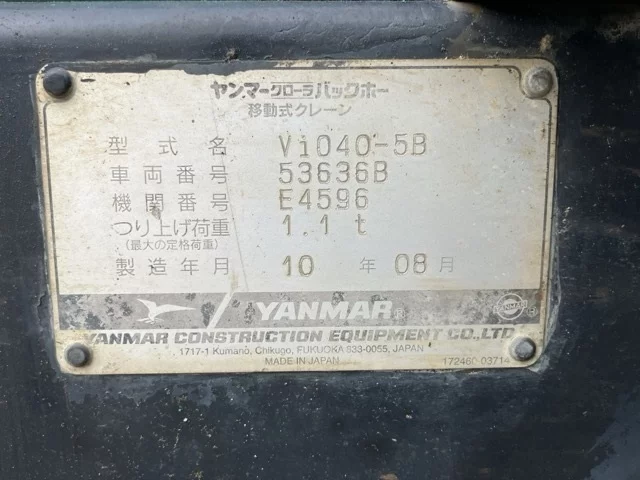 ヤンマークローラバックホー
移動式クレーン
型式名 Vi040-5B
車両番号 53636B
機関番号 E4596
つり上げ荷重 1.1t
(最大の定格荷重)
製造年月 10 年 08 月
YANMAR®
YANMAR CONSTRUCTION EQUIPMENT CO.,LTD.
1717-1 Kumano, Chikugo, FUKUOKA 833-0055, JAPAN
MADE IN JAPAN 172460-03714